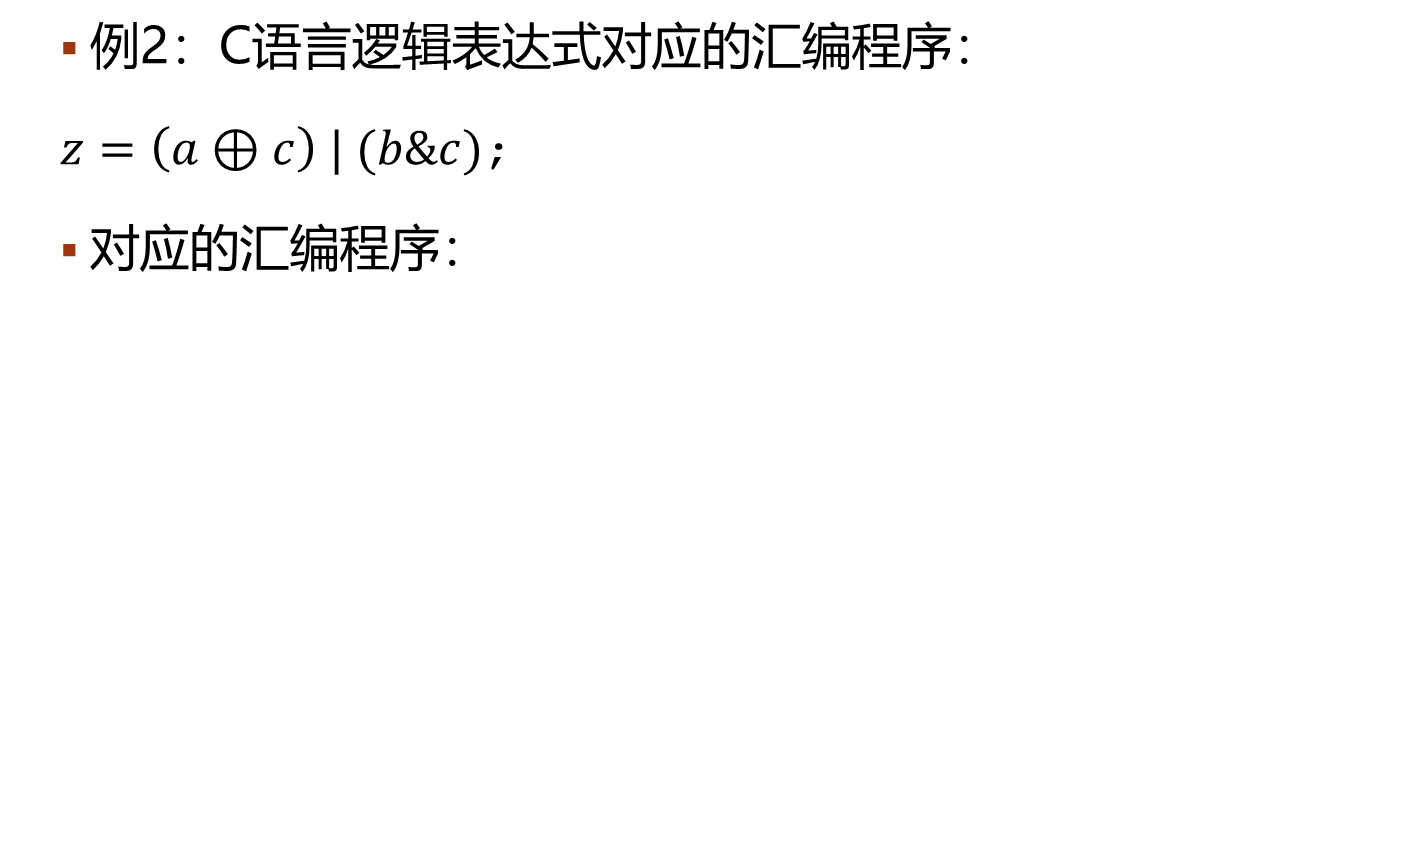 ▪ 例2：C语言逻辑表达式对应的汇编程序：
z = (a ⊕ c) | (b&c);
▪ 对应的汇编程序：